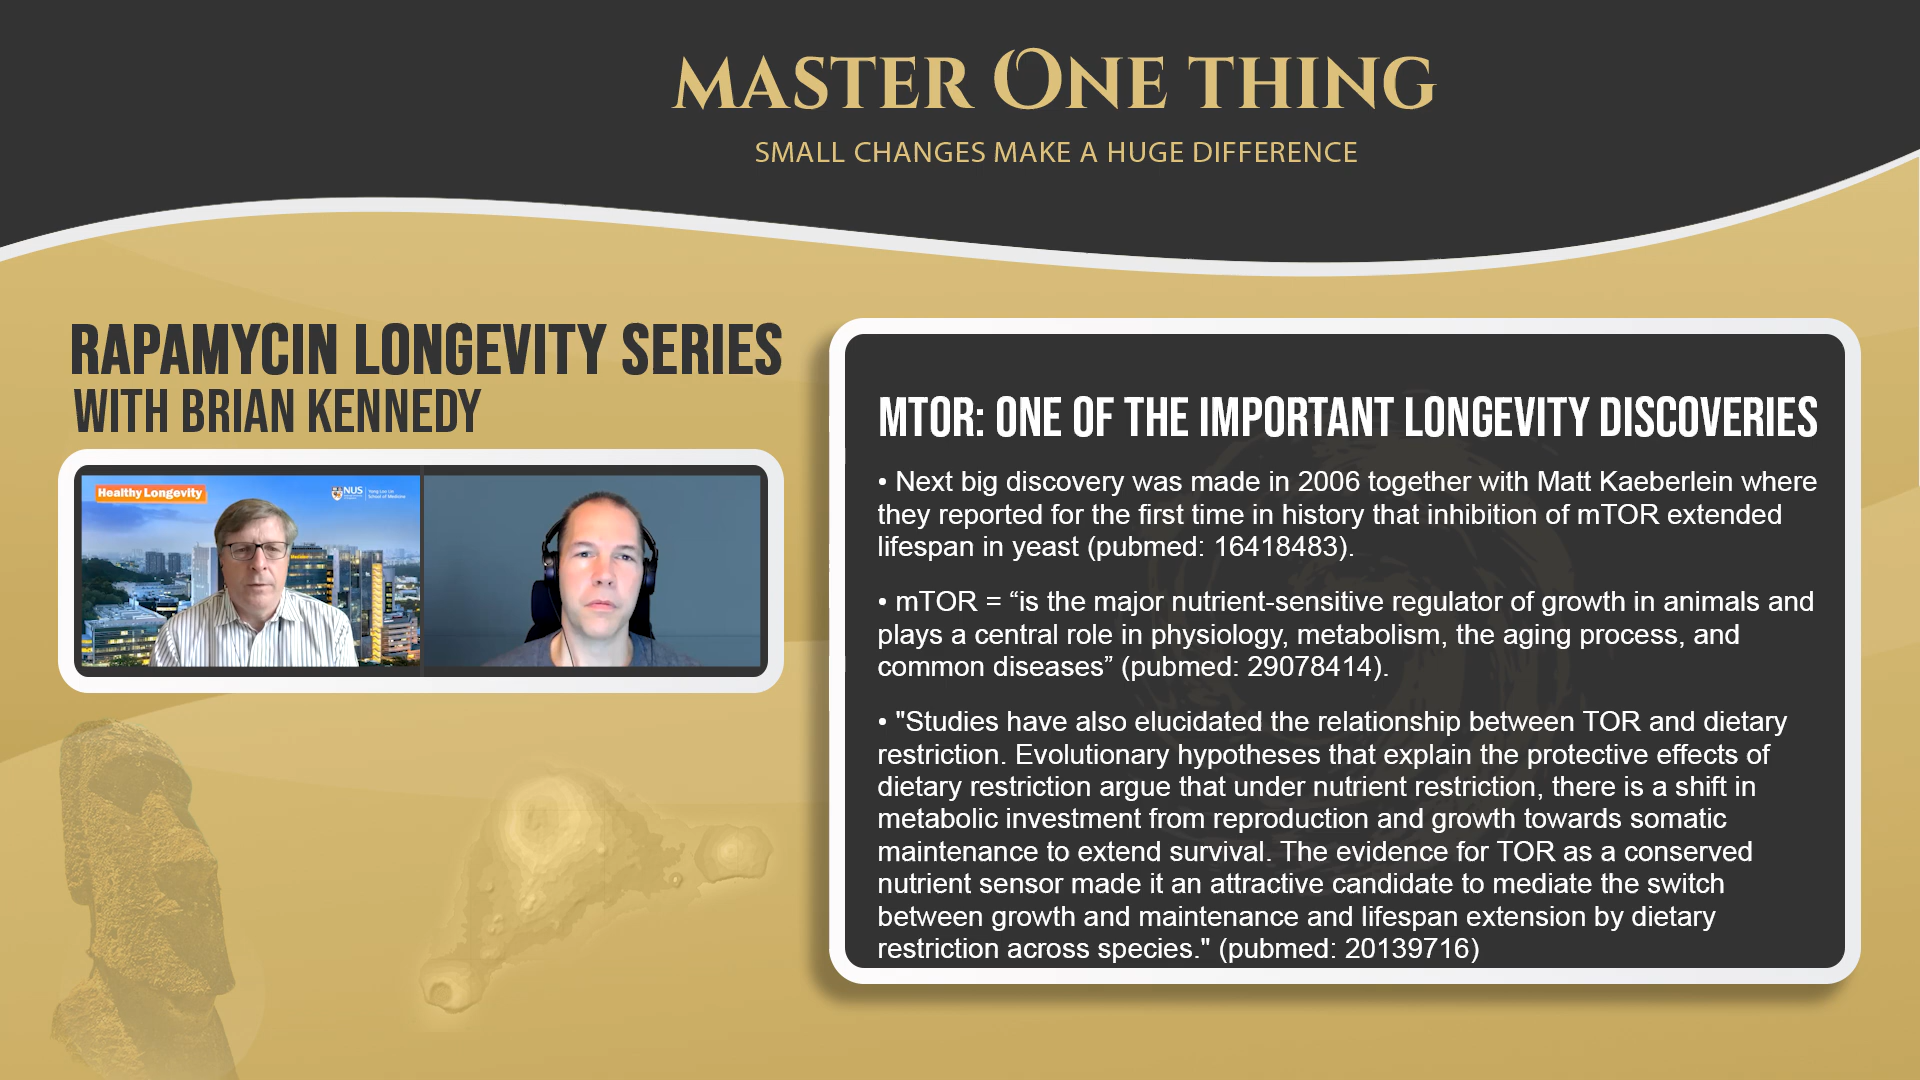 MASTER ONE THING
SMALL CHANGES MAKE A HUGE DIFFERENCE
RAPAMYCIN LONGEVITY SERIES
WITH BRIAN KENNEDY
Healthy Longevity
NUS
Yong Loo Lin
School of Medicine
MTOR: ONE OF THE IMPORTANT LONGEVITY DISCOVERIES
• Next big discovery was made in 2006 together with Matt Kaeberlein where
they reported for the first time in history that inhibition of mTOR extended
lifespan in yeast (pubmed: 16418483).
• mTOR = “is the major nutrient-sensitive regulator of growth in animals and
plays a central role in physiology, metabolism, the aging process, and
common diseases” (pubmed: 29078414).
• "Studies have also elucidated the relationship between TOR and dietary
restriction. Evolutionary hypotheses that explain the protective effects of
dietary restriction argue that under nutrient restriction, there is a shift in
metabolic investment from reproduction and growth towards somatic
maintenance to extend survival. The evidence for TOR as a conserved
nutrient sensor made it an attractive candidate to mediate the switch
between growth and maintenance and lifespan extension by dietary
restriction across species." (pubmed: 20139716)